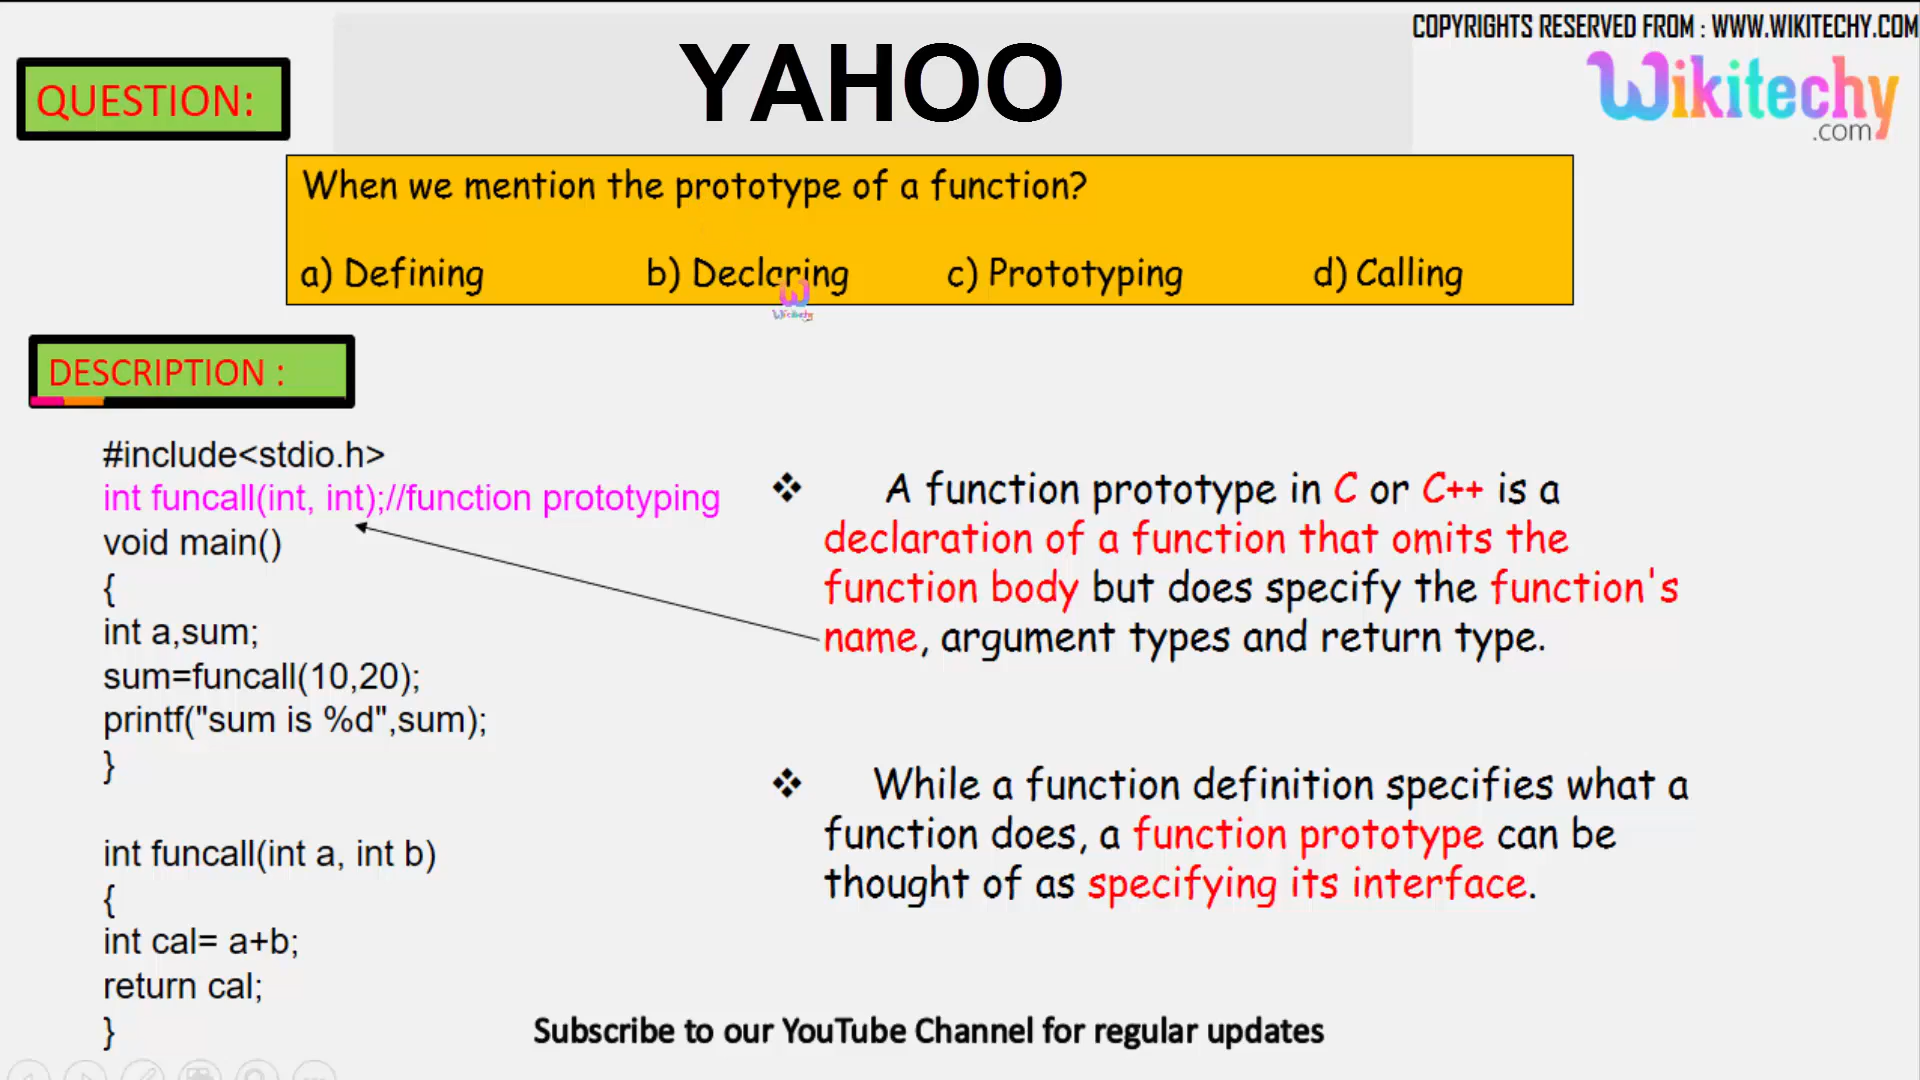 COPYRIGHTS RESERVED FROM : WWW.WIKITECHY.COM
YAHOO
Wikitechy
.com
QUESTION:
When we mention the prototype of a function?
a) Defining b) Declaring c) Prototyping d) Calling
Wikitechy
DESCRIPTION :
#include<stdio.h>
int funcall(int, int);//function prototyping
void main()
{
int a,sum;
sum=funcall(10,20);
printf("sum is %d",sum);
}
int funcall(int a, int b)
{
int cal= a+b;
return cal;
}
❖ A function prototype in C or C++ is a
declaration of a function that omits the
function body but does specify the function's
name, argument types and return type.
❖ While a function definition specifies what a
function does, a function prototype can be
thought of as specifying its interface.
Subscribe to our YouTube Channel for regular updates